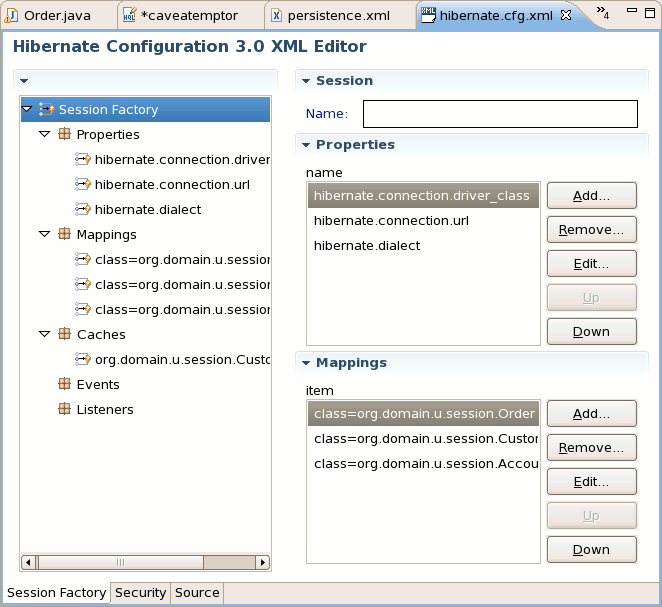 Order.java
*caveatemptor
persistence.xml
hibernate.cfg.xml
4
Hibernate Configuration 3.0 XML Editor
Session Factory
Properties
hibernate.connection.driver
hibernate.connection.url
hibernate.dialect
Mappings
class=org.domain.u.session
class=org.domain.u.session
class=org.domain.u.session
Caches
org.domain.u.session.Custo
Events
Listeners
Session
Name:
Properties
name
hibernate.connection.driver_class
hibernate.connection.url
hibernate.dialect
Add...
Remove...
Edit...
Up
Down
Mappings
item
class=org.domain.u.session.Order
class=org.domain.u.session.Custor
class=org.domain.u.session.Accou
Add...
Remove...
Edit...
Up
Down
Session Factory
Security
Source